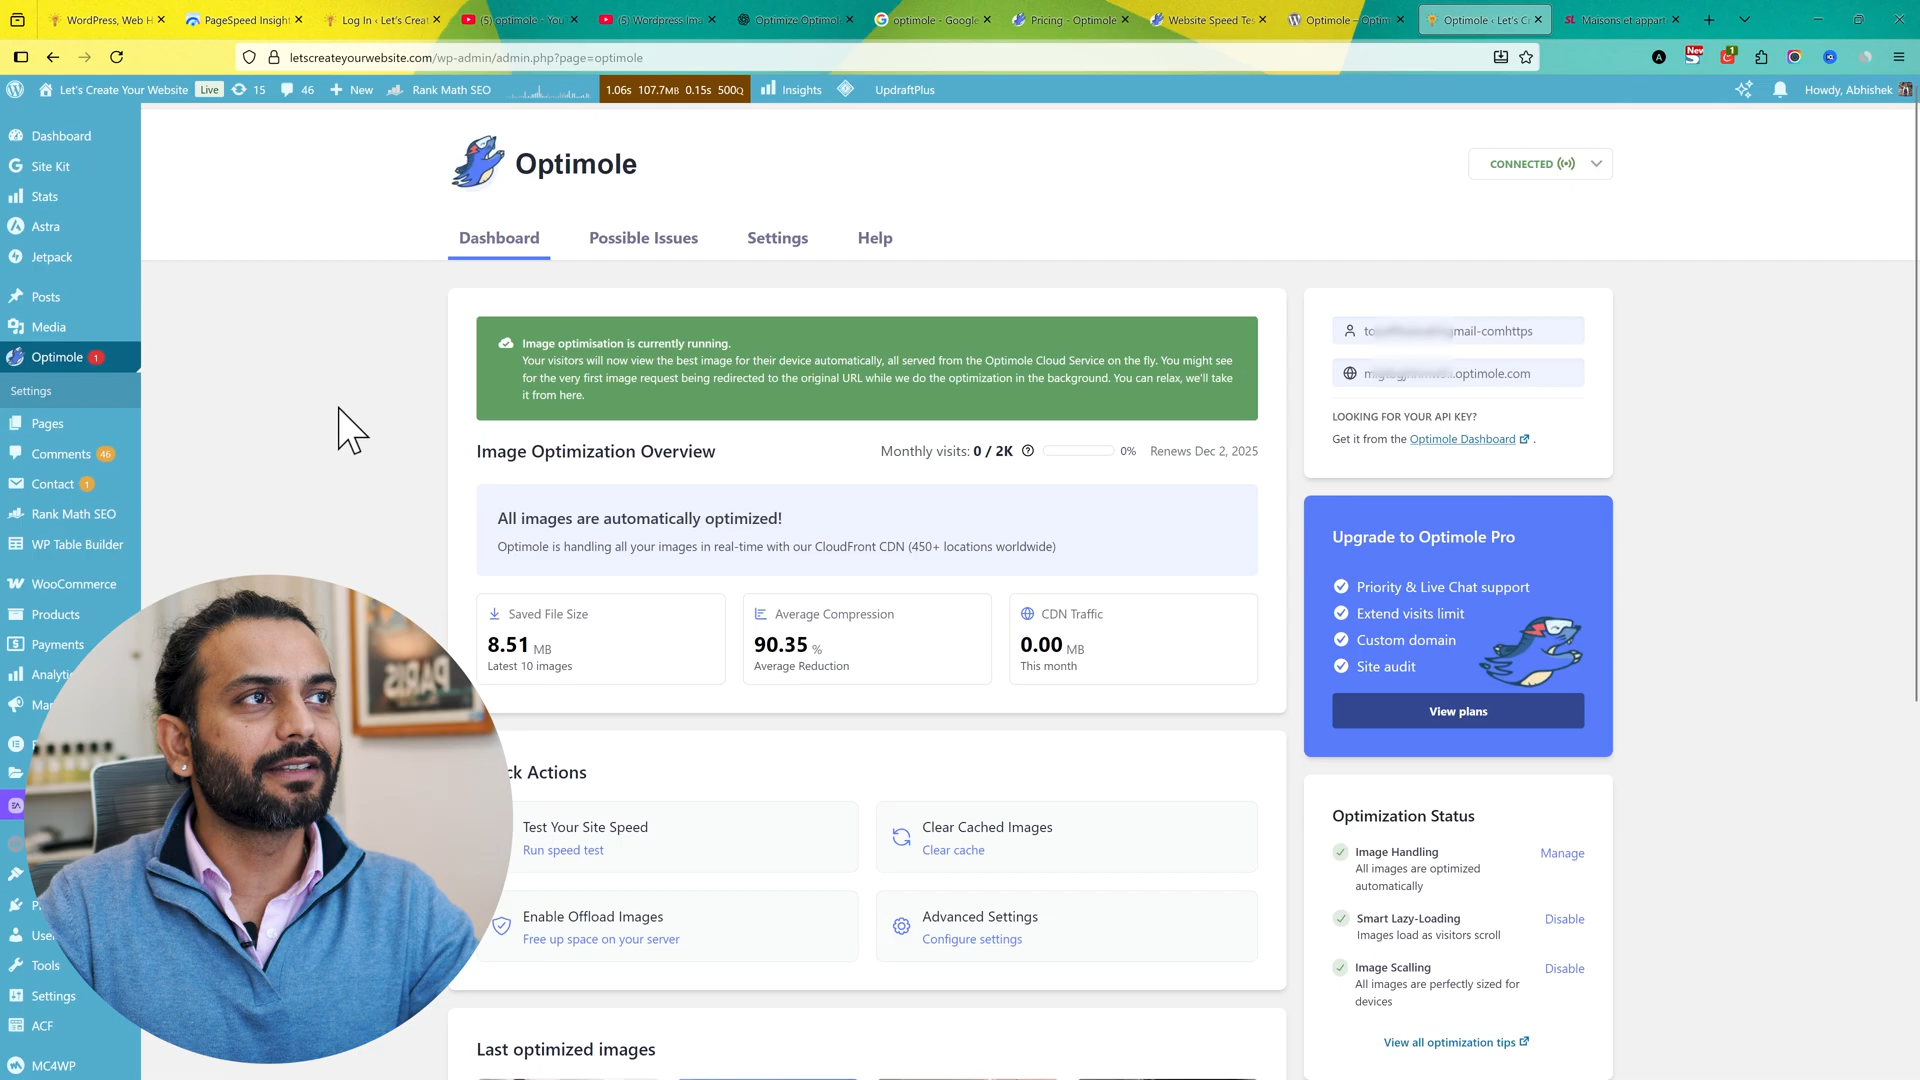 WordPress, Web H
PageSpeed Insight
Log In ‹ Let's Creat
(5) optimole - You
(5) Wordpress Ima
Optimize Optimol
optimole - Google
Pricing - Optimole
Website Speed Tes
Optimole – Optim
Optimole ‹ Let's C
Maisons et appart
letscreateyourwebsite.com/wp-admin/admin.php?page=optimole
New
1
Let's Create Your Website
Live
15
46
New
Rank Math SEO
1.06s 107.7MB 0.15s 500Q
Insights
UpdraftPlus
Howdy, Abhishek
Dashboard
Site Kit
Stats
Astra
Jetpack
Posts
Media
Optimole 1
Settings
Pages
Comments 46
Contact 1
Rank Math SEO
WP Table Builder
WooCommerce
Products
Payments
Analyti
Mar
Tools
Settings
ACF
MC4WP
PARIS
Optimole
CONNECTED
Dashboard
Possible Issues
Settings
Help
Image optimisation is currently running.
Your visitors will now view the best image for their device automatically, all served from the Optimole Cloud Service on the fly. You might see
for the very first image request being redirected to the original URL while we do the optimization in the background. You can relax, we'll take
it from here.
Image Optimization Overview
Monthly visits: 0 / 2K
0%
Renews Dec 2, 2025
All images are automatically optimized!
Optimole is handling all your images in real-time with our CloudFront CDN (450+ locations worldwide)
Saved File Size
8.51 MB
Latest 10 images
Average Compression
90.35 %
Average Reduction
CDN Traffic
0.00 MB
This month
ck Actions
Test Your Site Speed
Run speed test
Clear Cached Images
Clear cache
Enable Offload Images
Free up space on your server
Advanced Settings
Configure settings
Last optimized images
mail-comhttps
.optimole.com
LOOKING FOR YOUR API KEY?
Get it from the Optimole Dashboard .
Upgrade to Optimole Pro
Priority & Live Chat support
Extend visits limit
Custom domain
Site audit
View plans
Optimization Status
Image Handling
Manage
All images are optimized
automatically
Smart Lazy-Loading
Disable
Images load as visitors scroll
Image Scalling
Disable
All images are perfectly sized for
devices
View all optimization tips